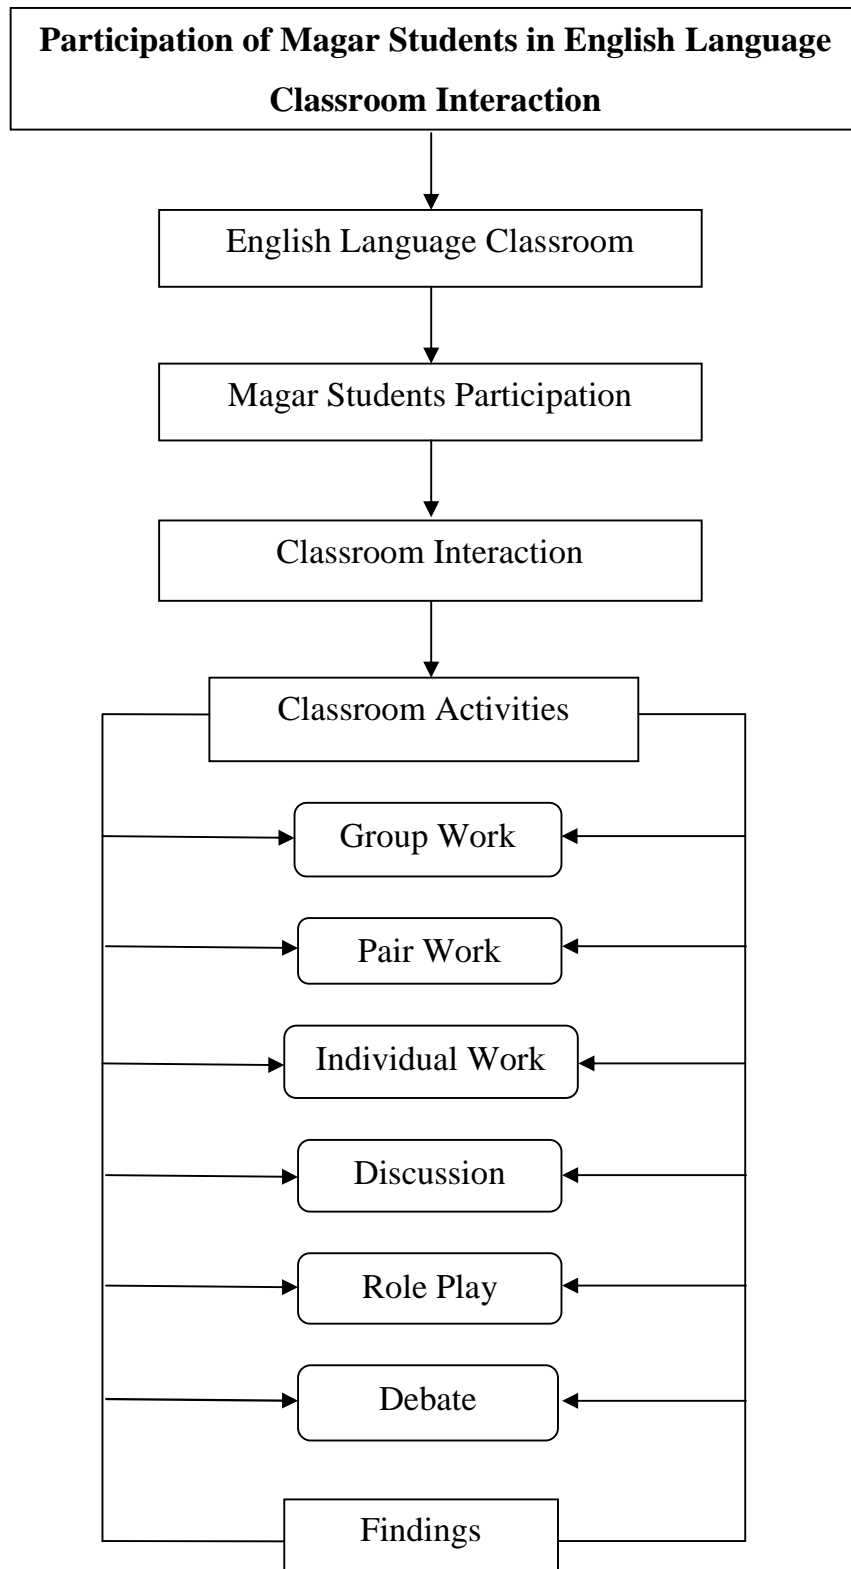 Participation of Magar Students in English Language
Classroom Interaction
English Language Classroom
Magar Students Participation
Classroom Interaction
Classroom Activities
Group Work
Pair Work
Individual Work
Discussion
Role Play
Debate
Findings